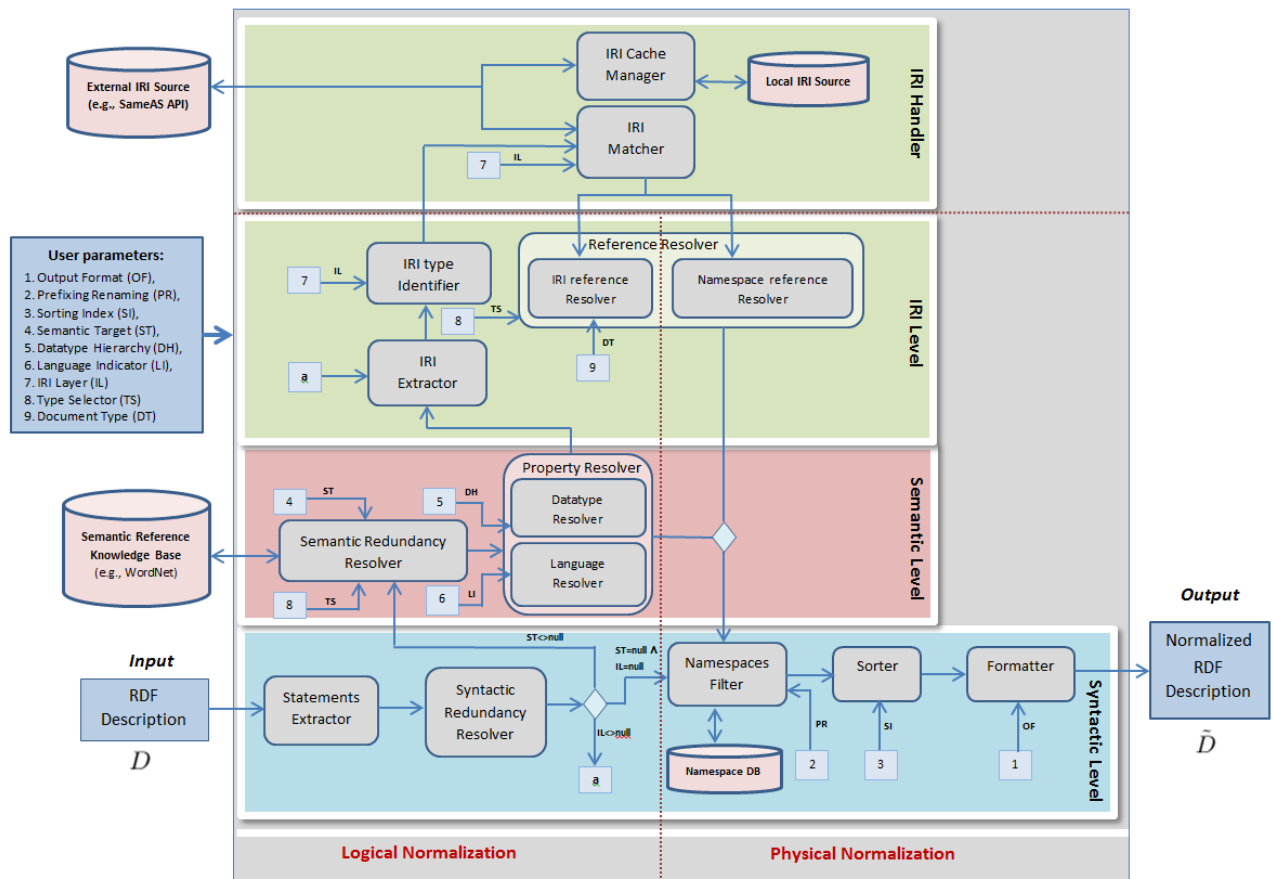 IRI Cache
Manager
External IRI Source
(e.g., SameAS API)
Local IRI Source
IRI Handler
IRI
Matcher
7
IL
User parameters:
1. Output Format (OF),
2. Prefixing Renaming (PR),
3. Sorting Index (SI),
4. Semantic Target (ST),
5. Datatype Hierarchy (DH),
6. Language Indicator (LI),
7. IRI Layer (IL)
8. Type Selector (TS)
9. Document Type (DT)
7
IL
IRI type
Identifier
Reference Resolver
IRI reference
Resolver
Namespace reference
Resolver
8
TS
DT
9
a
IRI
Extractor
IRI Level
Property Resolver
4
ST
5
DH
Datatype
Resolver
Semantic Redundancy
Resolver
Language
Resolver
8
TS
6
LI
Semantic Reference
Knowledge Base
(e.g., WordNet)
Semantic Level
Input
RDF
Description
D
Statements
Extractor
Syntactic
Redundancy
Resolver
ST<>null
ST=null Λ
IL=null
IL<>null
a
Namespaces
Filter
Sorter
Formatter
Namespace DB
PR
2
SI
3
OF
1
Syntactic Level
Output
Normalized
RDF
Description
D̃
Logical Normalization
Physical Normalization